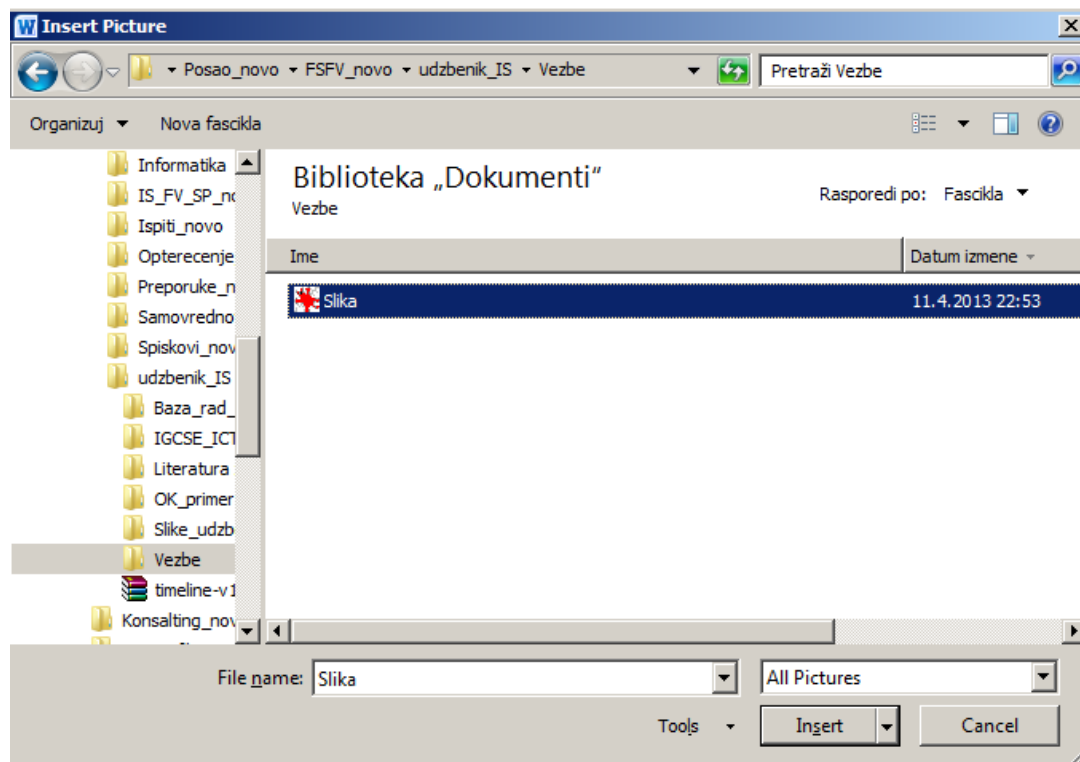 Insert Picture
Posao_novo FSFV_novo udzbenik_IS Vezbe
Pretraži Vezbe
Organizuj Nova fascikla
Informatika
IS_FV_SP_no
Ispiti_novo
Opterecenje
Preporuke_n
Samovredno
Spiskovi_nov
udzbenik_IS
Baza_rad_
IGCSE_ICT
Literatura
OK_primer
Slike_udzb
Vezbe
timeline-v1
Konsalting_nov
Biblioteka „Dokumenti“
Vezbe
Rasporedi po: Fascikla
Ime Datum izmene
Slika 11.4.2013 22:53
File name: Slika
All Pictures
Tools Insert Cancel